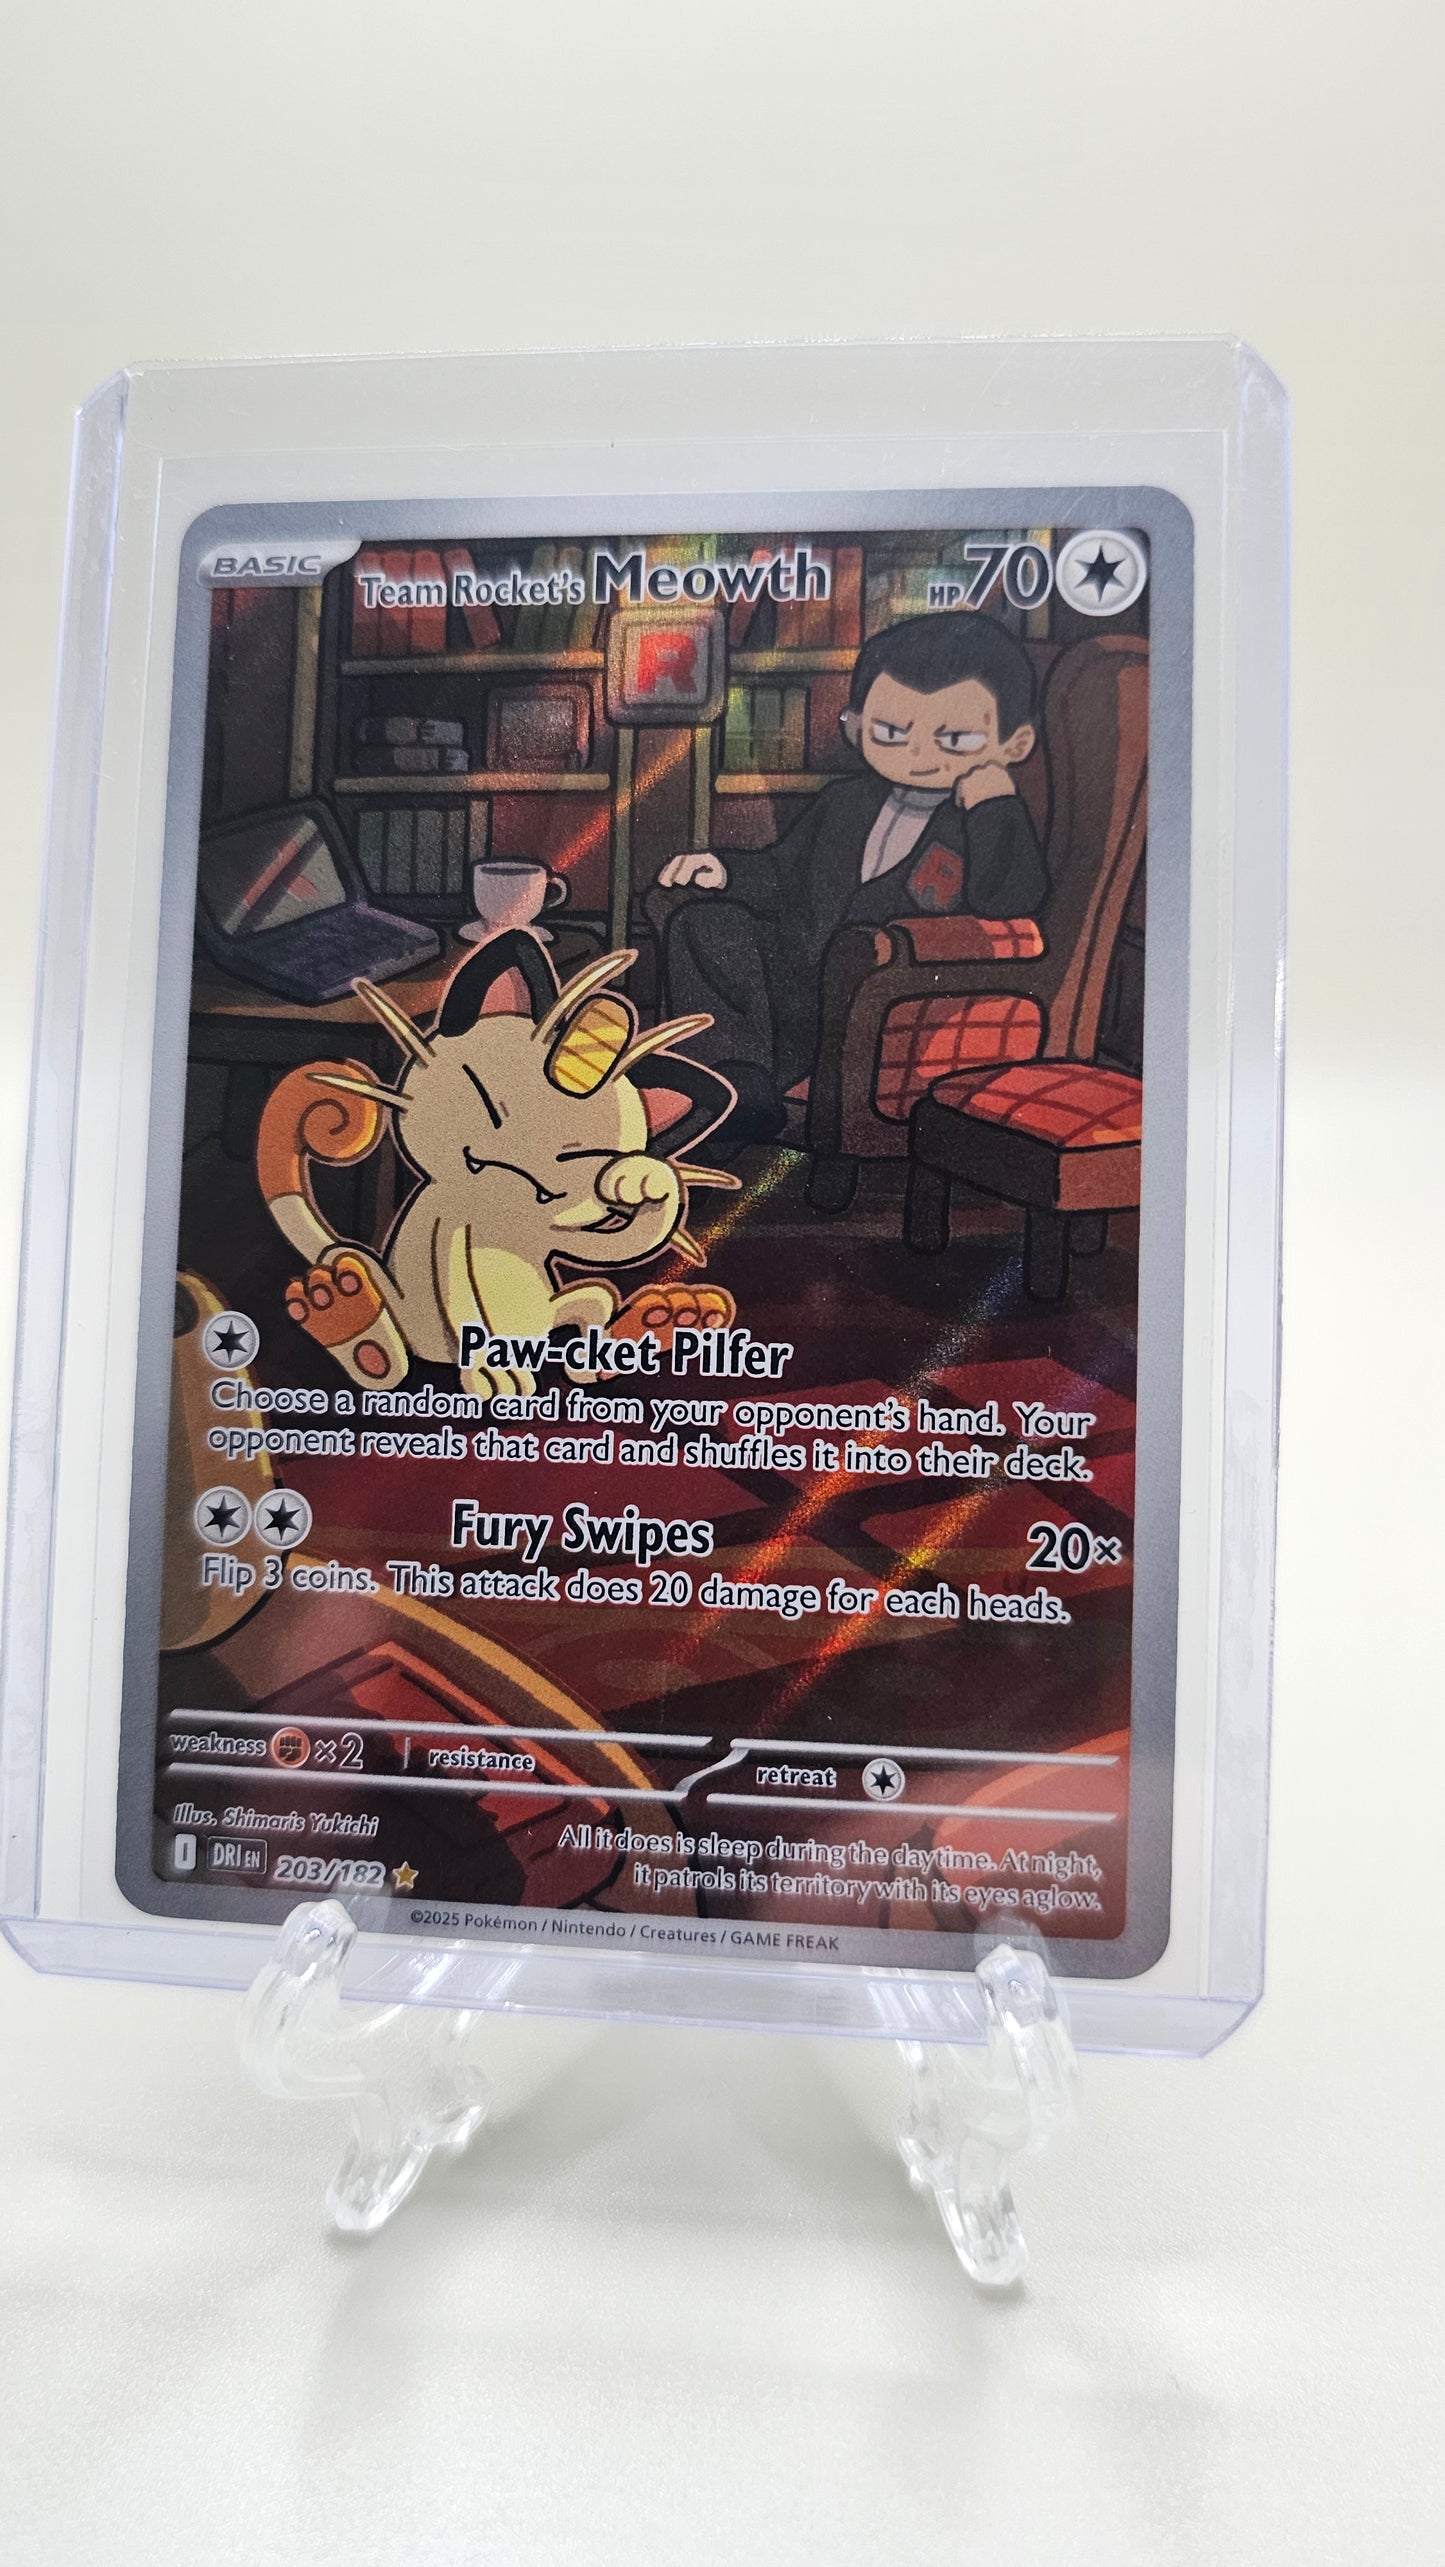 BASIC
Team Rocket's Meowth HP 70
R
R
Paw-cket Pilfer
Choose a random card from your opponent's hand. Your
opponent reveals that card and shuffles it into their deck.
Fury Swipes 20×
Flip 3 coins. This attack does 20 damage for each heads.
weakness ×2 resistance retreat
Illus. Shimaris Yukichi
I DRI EN 203/182
All it does is sleep during the daytime. At night,
it patrols its territory with its eyes aglow.
©2025 Pokémon / Nintendo / Creatures / GAME FREAK